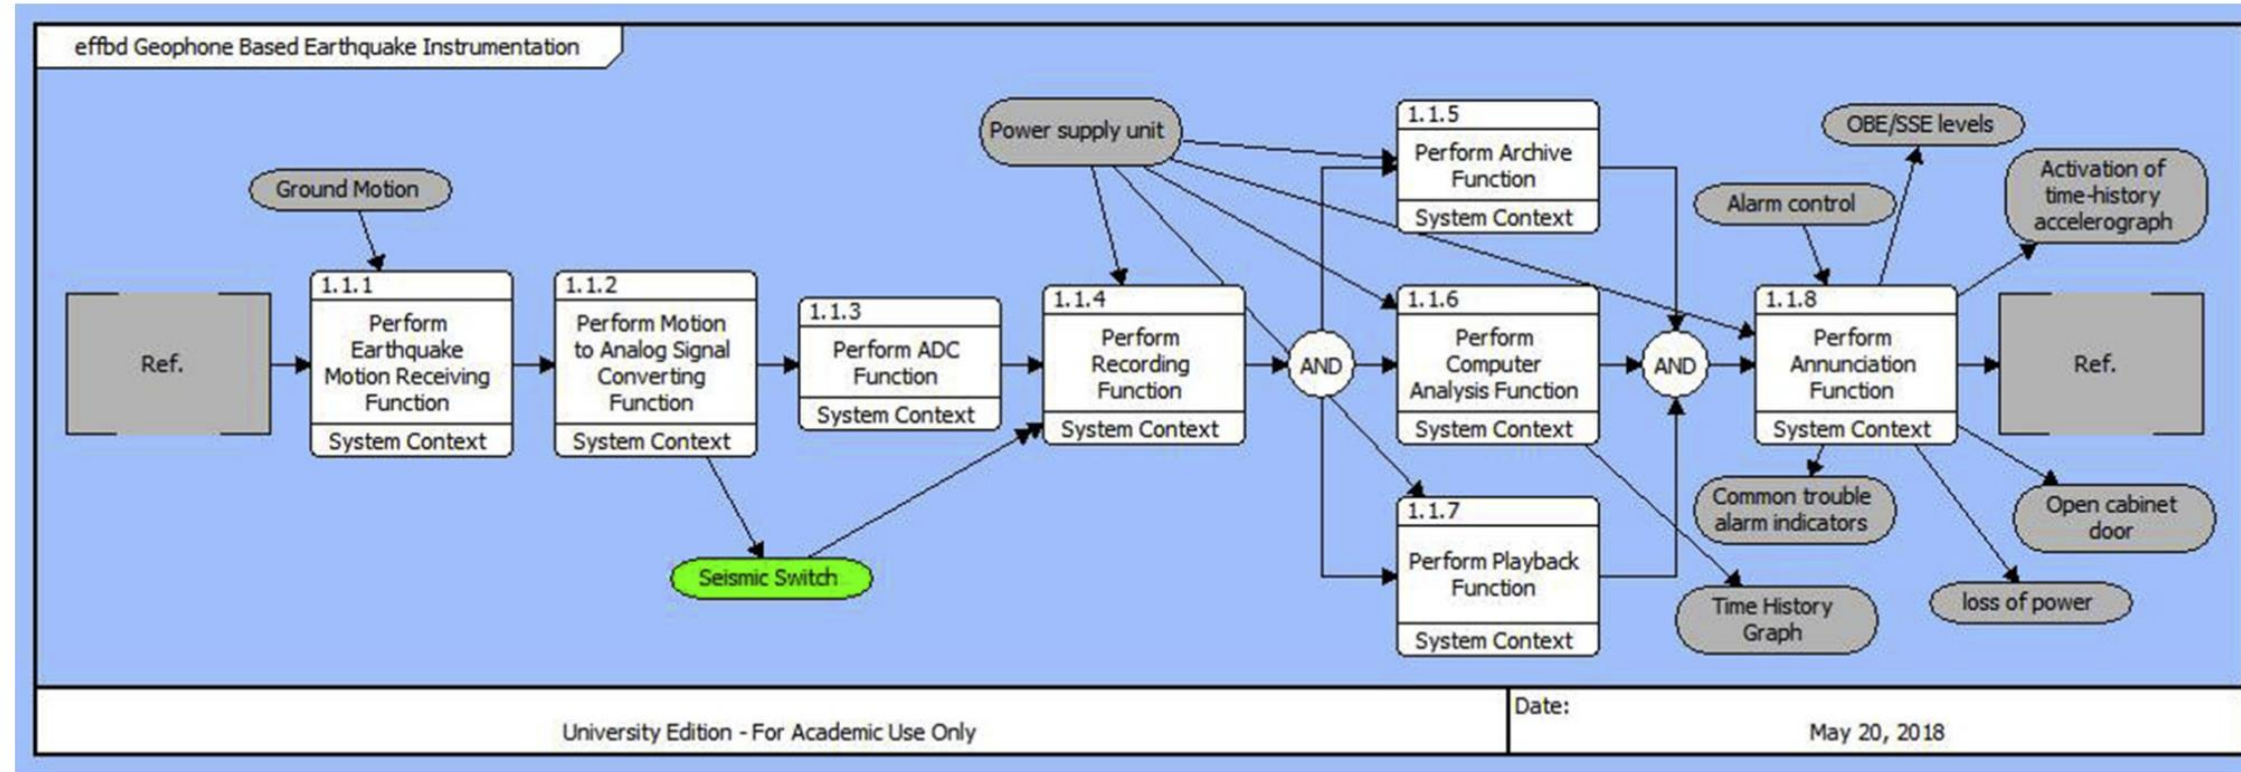 effbd Geophone Based Earthquake Instrumentation
Power supply unit
Ground Motion
Ref.
1.1.1
Perform
Earthquake
Motion Receiving
Function
System Context
1.1.2
Perform Motion
to Analog Signal
Converting
Function
System Context
1.1.3
Perform ADC
Function
System Context
Seismic Switch
1.1.4
Perform
Recording
Function
System Context
AND
1.1.5
Perform Archive
Function
System Context
1.1.6
Perform
Computer
Analysis Function
System Context
1.1.7
Perform Playback
Function
System Context
AND
OBE/SSE levels
Activation of
time-history
accelerograph
Alarm control
1.1.8
Perform
Annunciation
Function
System Context
Ref.
Common trouble
alarm indicators
Open cabinet
door
Time History
Graph
loss of power
University Edition - For Academic Use Only
Date:
May 20, 2018